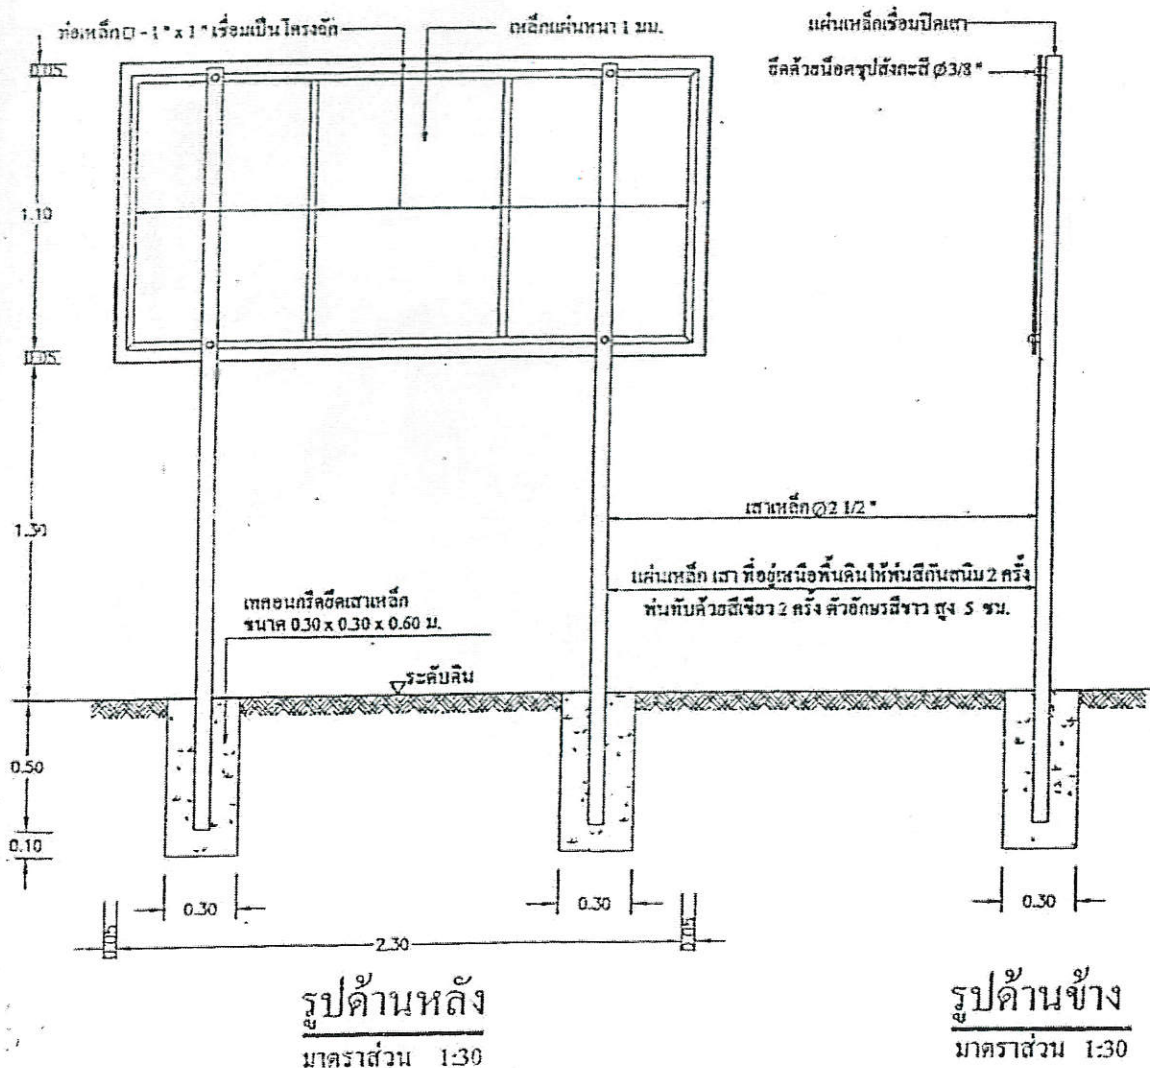 ท่อเหล็ก □ - 1" x 1" เชื่อมเป็นโครงยึด
เหล็กแผ่นหนา 1 มม.
แผ่นเหล็กเชื่อมปิดเสา
ยึดด้วยน๊อตชุปสังกะสี Ø3/8"
0.05
1.10
0.05
1.30
เสาเหล็ก Ø2 1/2"
แผ่นเหล็ก เสา ที่อยู่เหนือพื้นดินให้พ่นสีกันสนิม 2 ครั้ง
พ่นทับด้วยสีเขียว 2 ครั้ง ตัวอักษรสีขาว สูง 5 ซม.
เทคอนกรีตยึดเสาเหล็ก
ขนาด 0.30 x 0.30 x 0.60 ม.
ระดับดิน
0.50
0.10
0.30
0.30
0.30
0.05
2.30
0.05
รูปด้านหลัง
มาตราส่วน 1:30
รูปด้านข้าง
มาตราส่วน 1:30